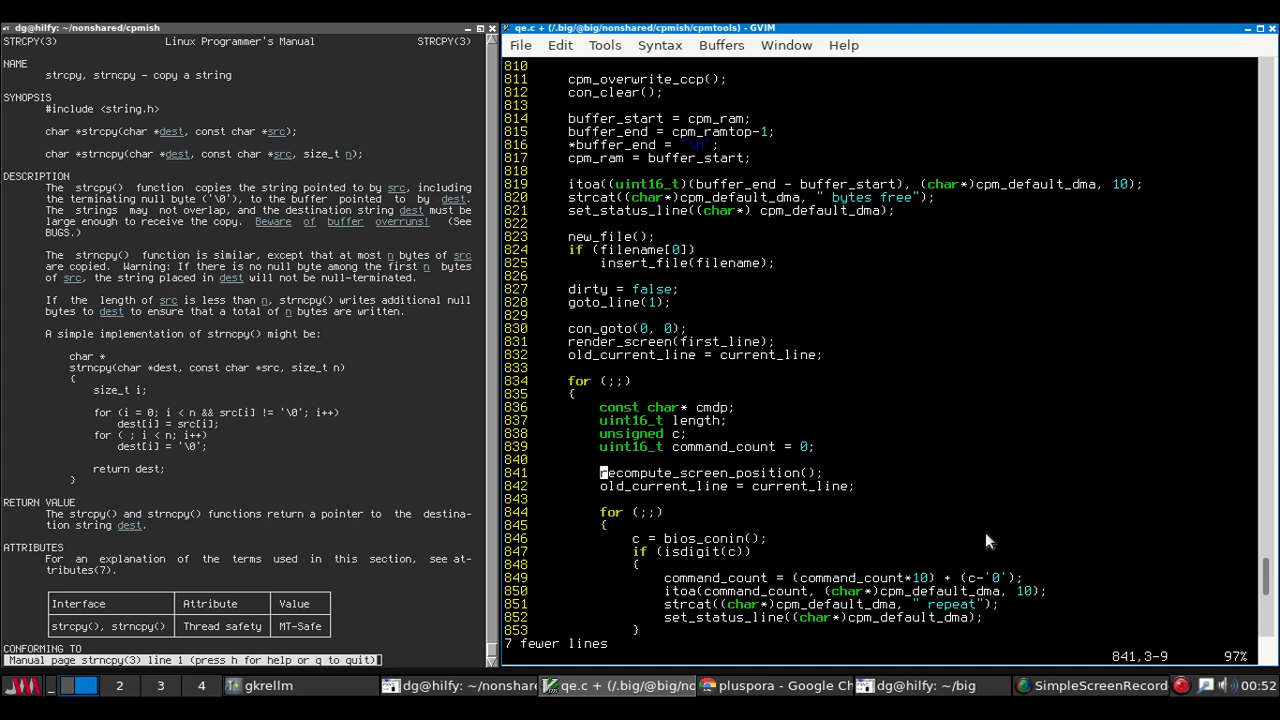 dg@hilfy: ~/nonshared/cpmish
STRCPY(3) Linux Programmer's Manual STRCPY(3)
NAME
strcpy, strncpy - copy a string
SYNOPSIS
#include <string.h>
char *strcpy(char *dest, const char *src);
char *strncpy(char *dest, const char *src, size_t n);
DESCRIPTION
The strcpy() function copies the string pointed to by src, including
the terminating null byte ('\0'), to the buffer pointed to by dest.
The strings may not overlap, and the destination string dest must be
large enough to receive the copy. Beware of buffer overruns! (See
BUGS.)
The strncpy() function is similar, except that at most n bytes of src
are copied. Warning: If there is no null byte among the first n bytes
of src, the string placed in dest will not be null-terminated.
If the length of src is less than n, strncpy() writes additional null
bytes to dest to ensure that a total of n bytes are written.
A simple implementation of strncpy() might be:
char *
strncpy(char *dest, const char *src, size_t n)
{
size_t i;
for (i = 0; i < n && src[i] != '\0'; i++)
dest[i] = src[i];
for ( ; i < n; i++)
dest[i] = '\0';
return dest;
}
RETURN VALUE
The strcpy() and strncpy() functions return a pointer to the destina-
tion string dest.
ATTRIBUTES
For an explanation of the terms used in this section, see at-
tributes(7).
Interface Attribute Value
strcpy(), strncpy() Thread safety MT-Safe
CONFORMING TO
Manual page strncpy(3) line 1 (press h for help or q to quit)
qe.c + (/.big/@big/nonshared/cpmish/cpmtools) - GVIM
File Edit Tools Syntax Buffers Window Help
810
811 cpm_overwrite_ccp();
812 con_clear();
813
814 buffer_start = cpm_ram;
815 buffer_end = cpm_ramtop-1;
816 *buffer_end = '\n';
817 cpm_ram = buffer_start;
818
819 itoa((uint16_t)(buffer_end - buffer_start), (char*)cpm_default_dma, 10);
820 strcat((char*)cpm_default_dma, " bytes free");
821 set_status_line((char*) cpm_default_dma);
822
823 new_file();
824 if (filename[0])
825 insert_file(filename);
826
827 dirty = false;
828 goto_line(1);
829
830 con_goto(0, 0);
831 render_screen(first_line);
832 old_current_line = current_line;
833
834 for (;;)
835 {
836 const char* cmdp;
837 uint16_t length;
838 unsigned c;
839 uint16_t command_count = 0;
840
841 recompute_screen_position();
842 old_current_line = current_line;
843
844 for (;;)
845 {
846 c = bios_conin();
847 if (isdigit(c))
848 {
849 command_count = (command_count*10) + (c-'0');
850 itoa(command_count, (char*)cpm_default_dma, 10);
851 strcat((char*)cpm_default_dma, " repeat");
852 set_status_line((char*)cpm_default_dma);
853 }
7 fewer lines
841,3-9 97%
2 3 4 gkrellm dg@hilfy: ~/nonshare qe.c + (/.big/@big/no pluspora - Google Ch dg@hilfy: ~/big SimpleScreenRecord 00:52